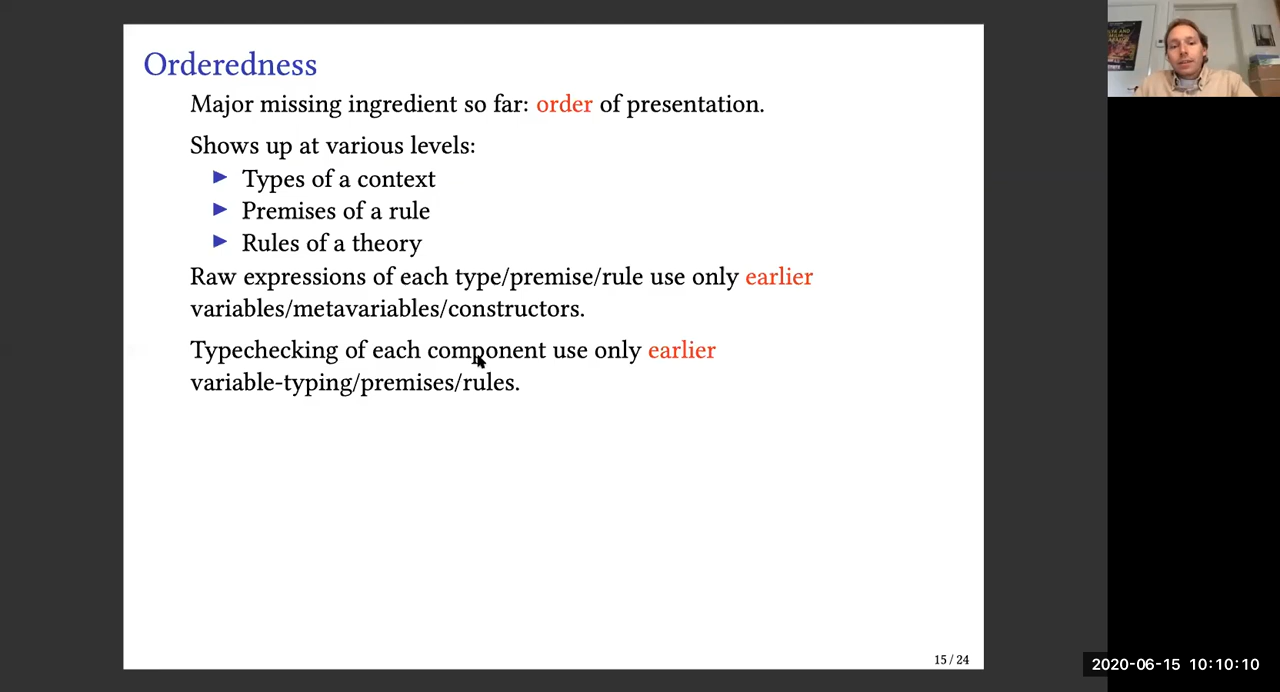 Orderedness
Major missing ingredient so far: order of presentation.
Shows up at various levels:
▶ Types of a context
▶ Premises of a rule
▶ Rules of a theory
Raw expressions of each type/premise/rule use only earlier
variables/metavariables/constructors.
Typechecking of each component use only earlier
variable-typing/premises/rules.
15 / 24
2020-06-15 10:10:10